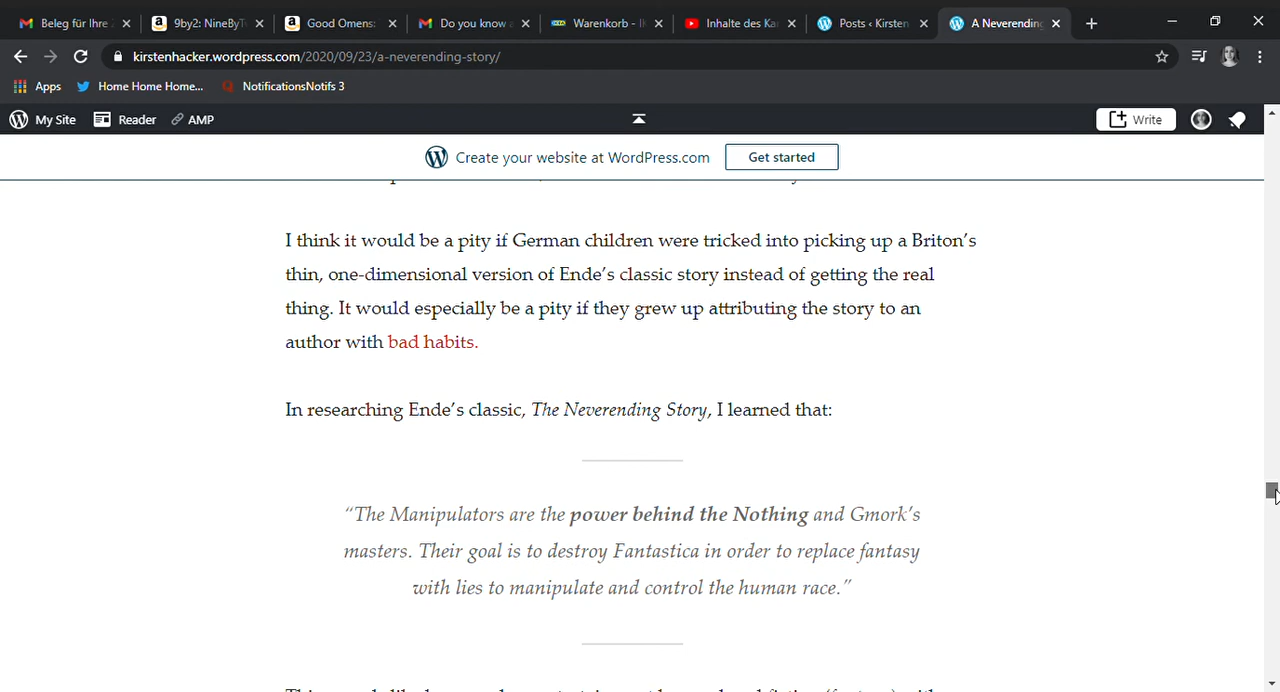 Beleg für Ihre
9by2: NineByT
Good Omens:
Do you know a
Warenkorb - I
Inhalte des Ka
Posts ‹ Kirsten
A Neverending
kirstenhacker.wordpress.com/2020/09/23/a-neverending-story/
Apps Home Home Home... NotificationsNotifs 3
My Site Reader AMP Write
Create your website at WordPress.com Get started
I think it would be a pity if German children were tricked into picking up a Briton's
thin, one-dimensional version of Ende's classic story instead of getting the real
thing. It would especially be a pity if they grew up attributing the story to an
author with bad habits.
In researching Ende's classic, The Neverending Story, I learned that:
“The Manipulators are the power behind the Nothing and Gmork's
masters. Their goal is to destroy Fantastica in order to replace fantasy
with lies to manipulate and control the human race.”